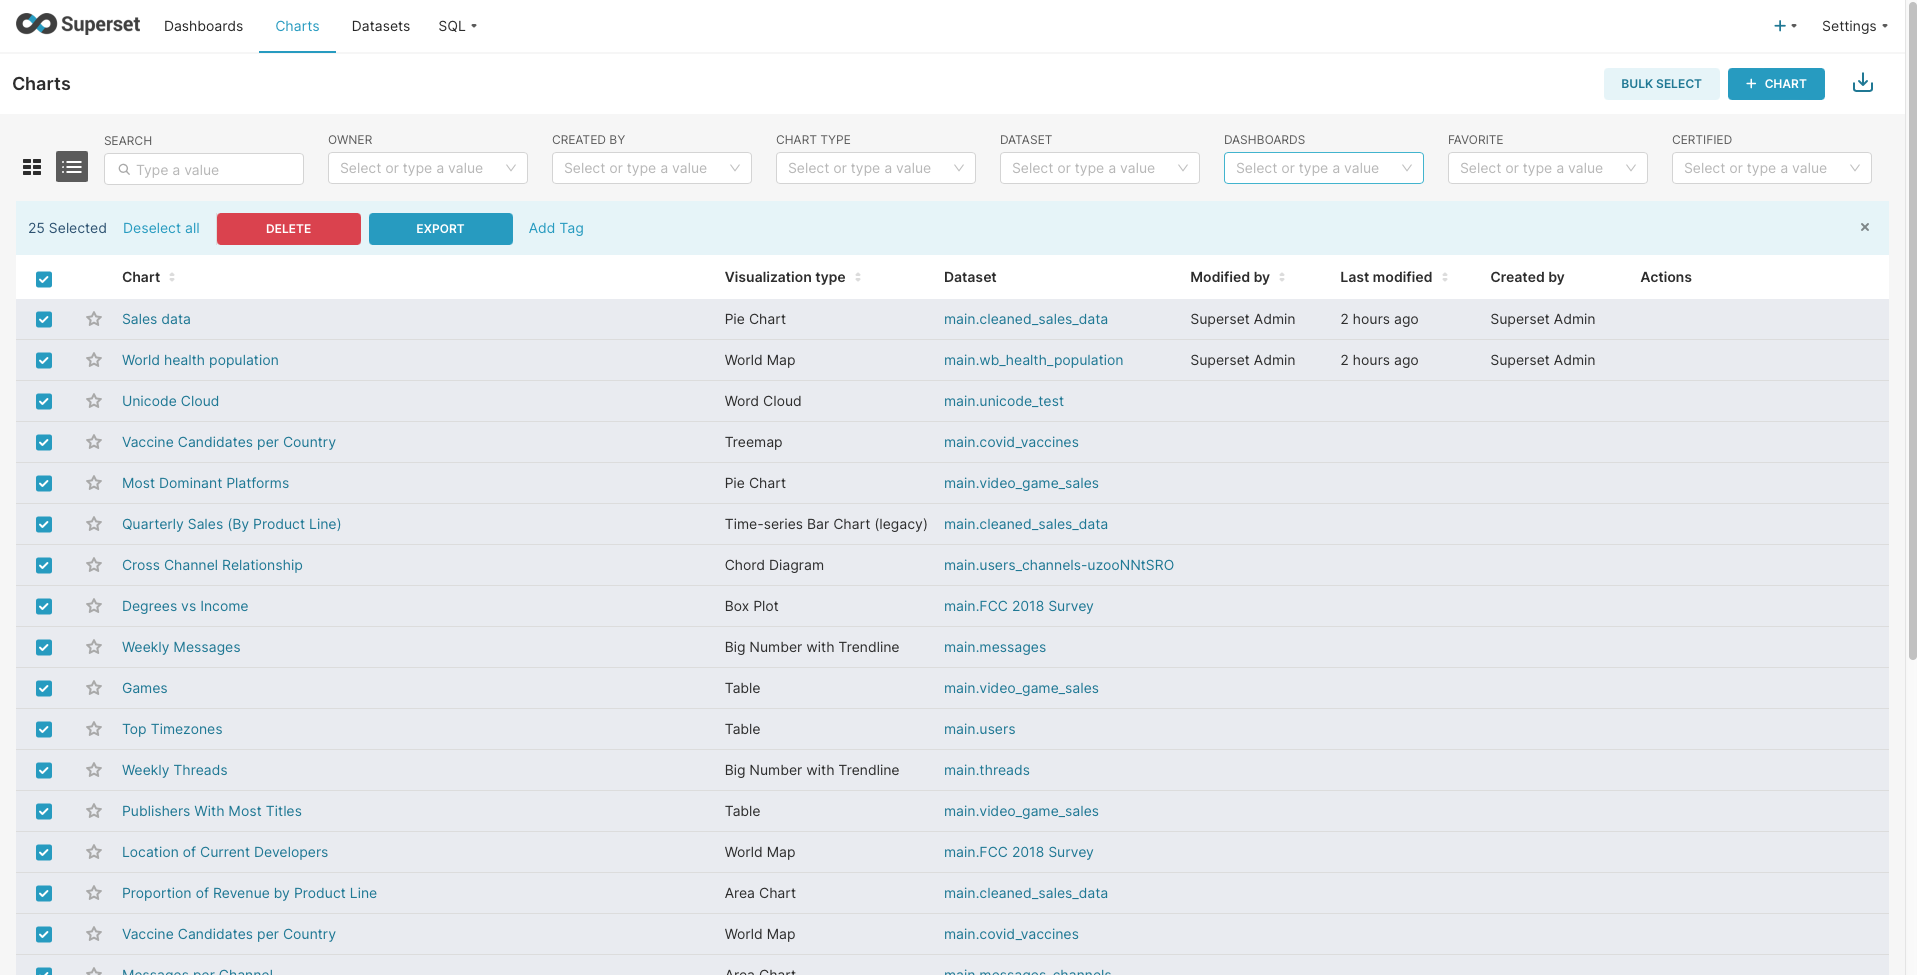 Superset Dashboards Charts Datasets SQL Settings
Charts BULK SELECT + CHART
SEARCH OWNER CREATED BY CHART TYPE DATASET DASHBOARDS FAVORITE CERTIFIED
Type a value Select or type a value Select or type a value Select or type a value Select or type a value Select or type a value Select or type a value Select or type a value
25 Selected Deselect all DELETE EXPORT Add Tag ×
Chart Visualization type Dataset Modified by Last modified Created by Actions
Sales data Pie Chart main.cleaned_sales_data Superset Admin 2 hours ago Superset Admin
World health population World Map main.wb_health_population Superset Admin 2 hours ago Superset Admin
Unicode Cloud Word Cloud main.unicode_test
Vaccine Candidates per Country Treemap main.covid_vaccines
Most Dominant Platforms Pie Chart main.video_game_sales
Quarterly Sales (By Product Line) Time-series Bar Chart (legacy) main.cleaned_sales_data
Cross Channel Relationship Chord Diagram main.users_channels-uzooNNtSRO
Degrees vs Income Box Plot main.FCC 2018 Survey
Weekly Messages Big Number with Trendline main.messages
Games Table main.video_game_sales
Top Timezones Table main.users
Weekly Threads Big Number with Trendline main.threads
Publishers With Most Titles Table main.video_game_sales
Location of Current Developers World Map main.FCC 2018 Survey
Proportion of Revenue by Product Line Area Chart main.cleaned_sales_data
Vaccine Candidates per Country World Map main.covid_vaccines
Messages per Channel Area Chart main.messages_channels